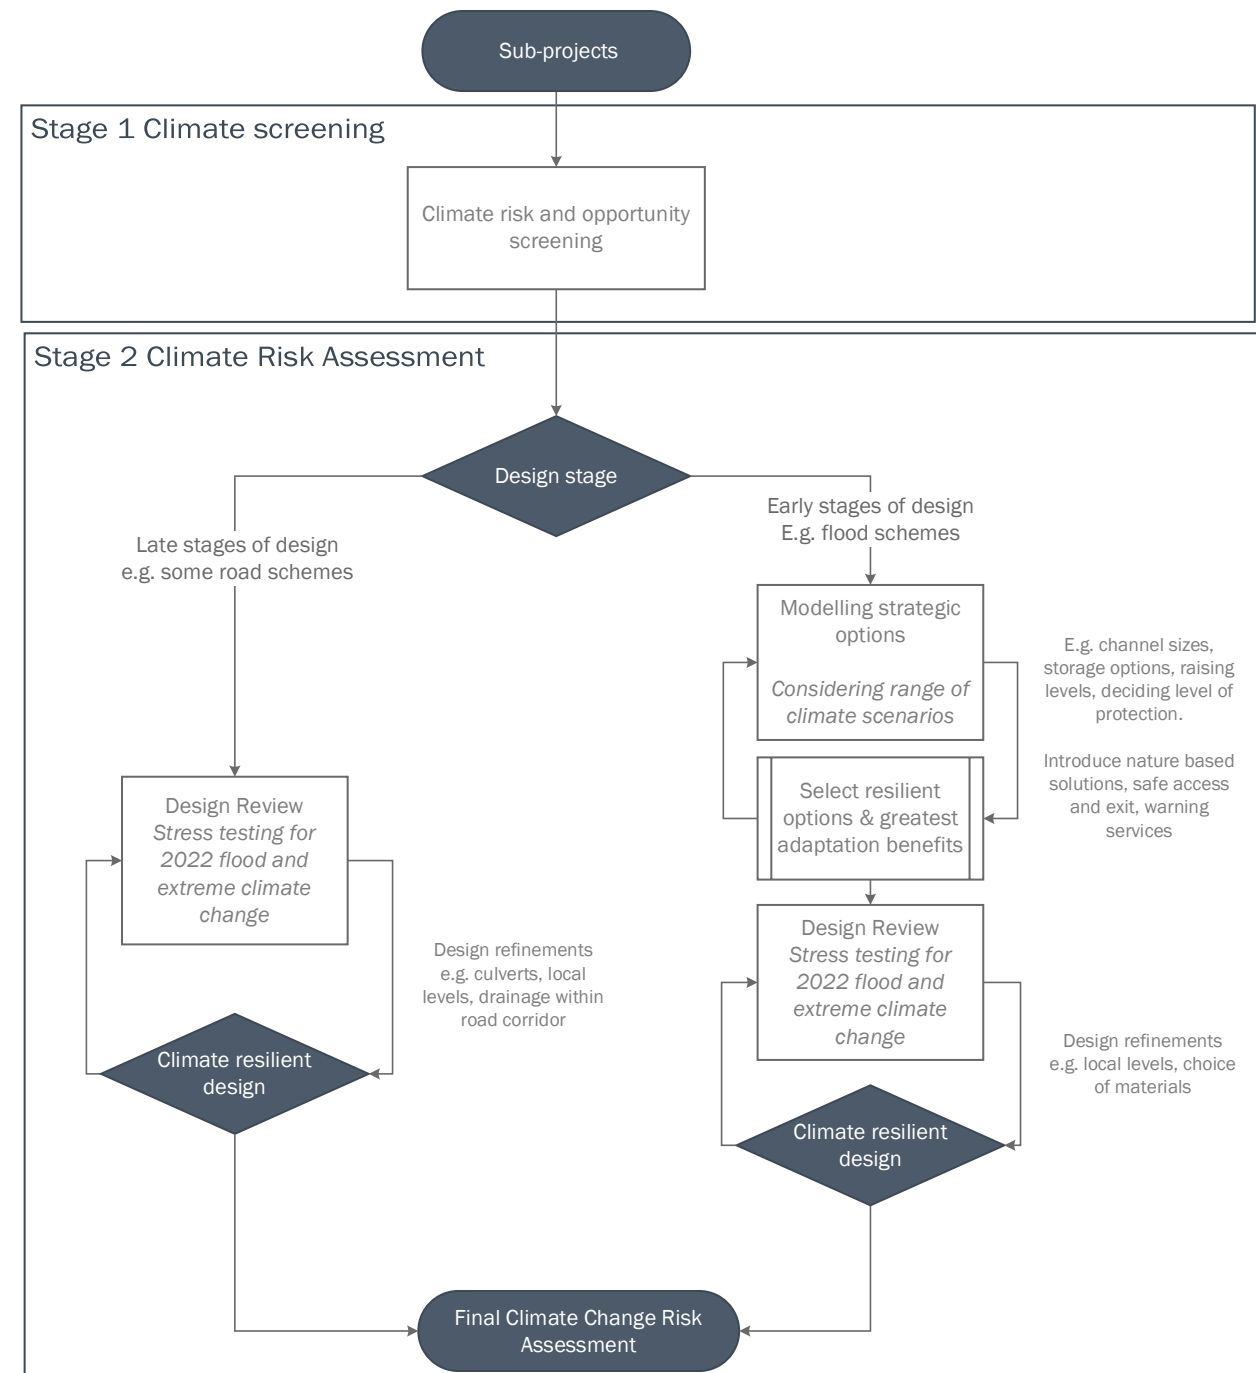 Sub-projects
Stage 1 Climate screening
Climate risk and opportunity
screening
Stage 2 Climate Risk Assessment
Design stage
Late stages of design
e.g. some road schemes
Early stages of design
E.g. flood schemes
Modelling strategic
options
Considering range of
climate scenarios
E.g. channel sizes,
storage options, raising
levels, deciding level of
protection.
Introduce nature based
solutions, safe access
and exit, warning
services
Select resilient
options & greatest
adaptation benefits
Design Review
Stress testing for
2022 flood and
extreme climate
change
Design refinements
e.g. culverts, local
levels, drainage within
road corridor
Climate resilient
design
Design Review
Stress testing for
2022 flood and
extreme climate
change
Design refinements
e.g. local levels, choice
of materials
Climate resilient
design
Final Climate Change Risk
Assessment